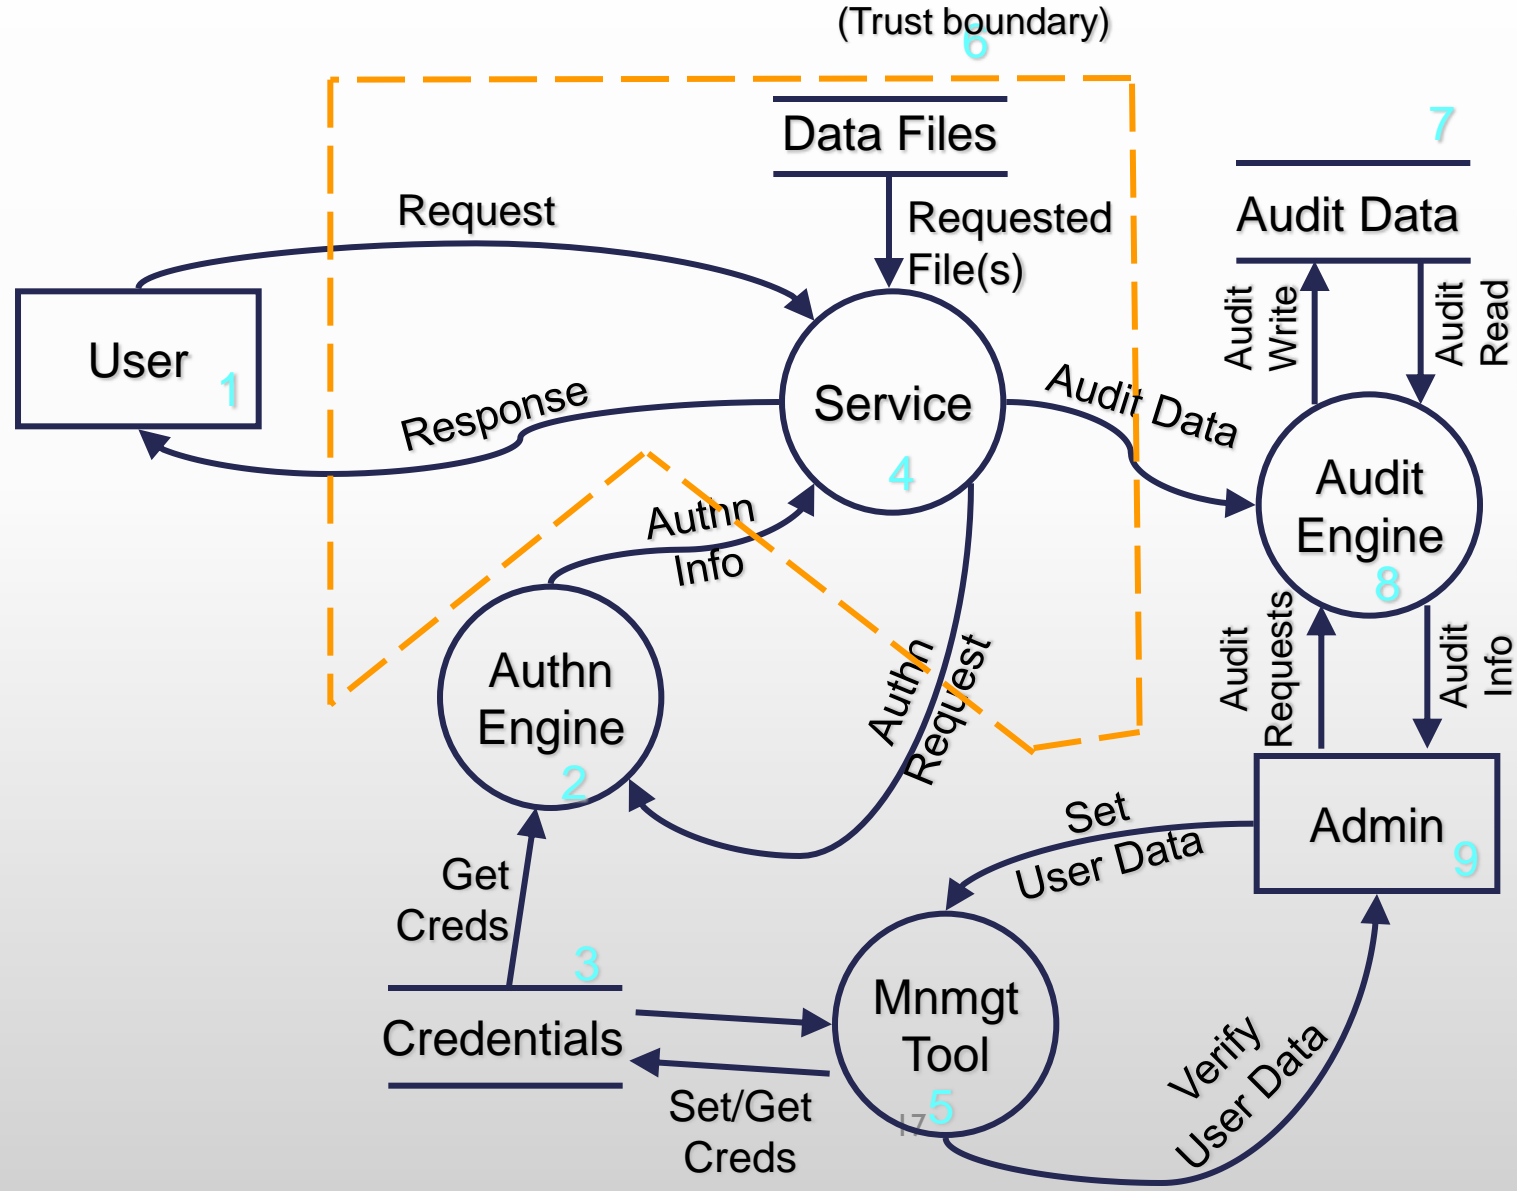 (Trust boundary)
6
Data Files
7
Audit Data
Request
Requested
File(s)
User
1
Response
Service
4
Audit Data
Audit
Write
Audit
Read
Audit
Engine
8
Authn
Info
Authn
Engine
2
Authn
Request
Audit
Requests
Audit
Info
Admin
9
Set
User Data
Get
Creds
3
Credentials
Mnmgt
Tool
5
17
Set/Get
Creds
Verify
User Data